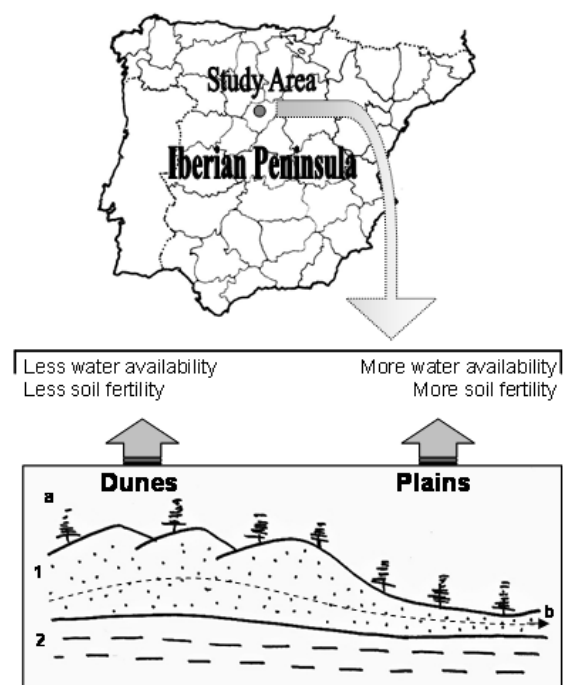 Study Area
Iberian Peninsula
Less water availability
Less soil fertility
More water availability
More soil fertility
Dunes
Plains
a
1
b
2